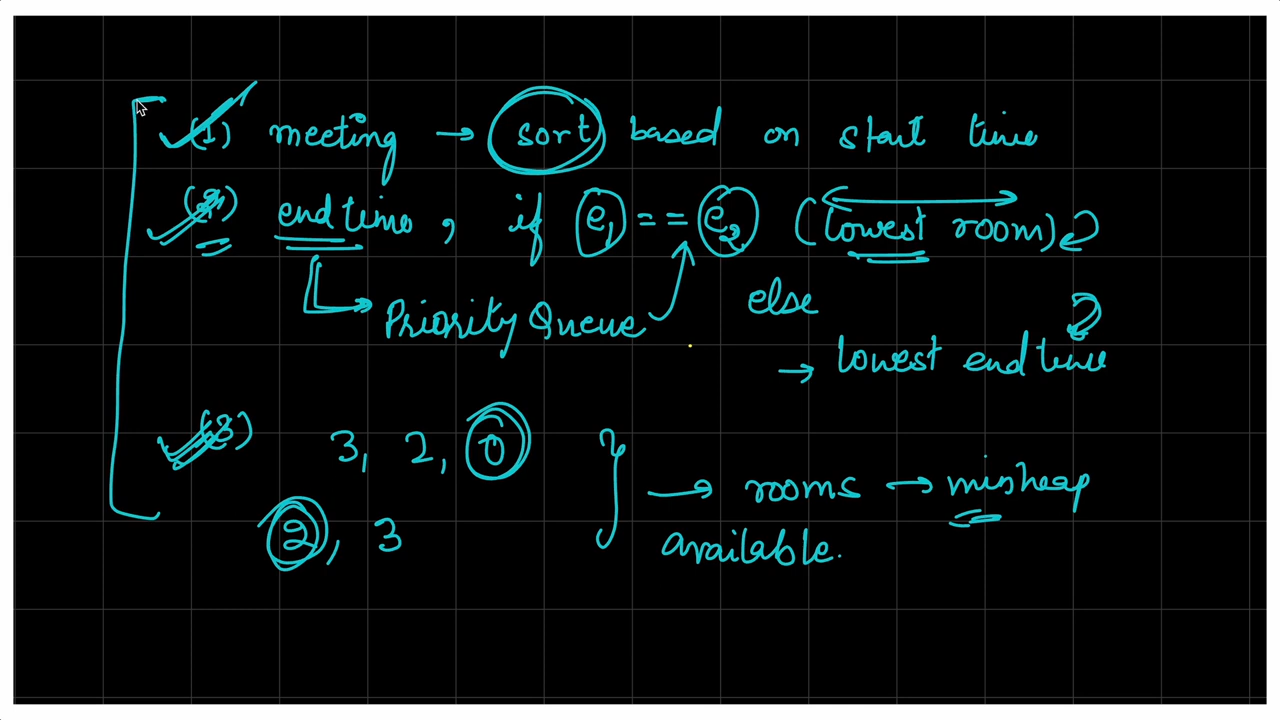 (1) meeting → sort based on start time
(2) end time, if e1 == e2 (lowest room)
else
Priority Queue
→ lowest end time
(3) 3, 2, 0 } → rooms → minheap
2, 3 available.